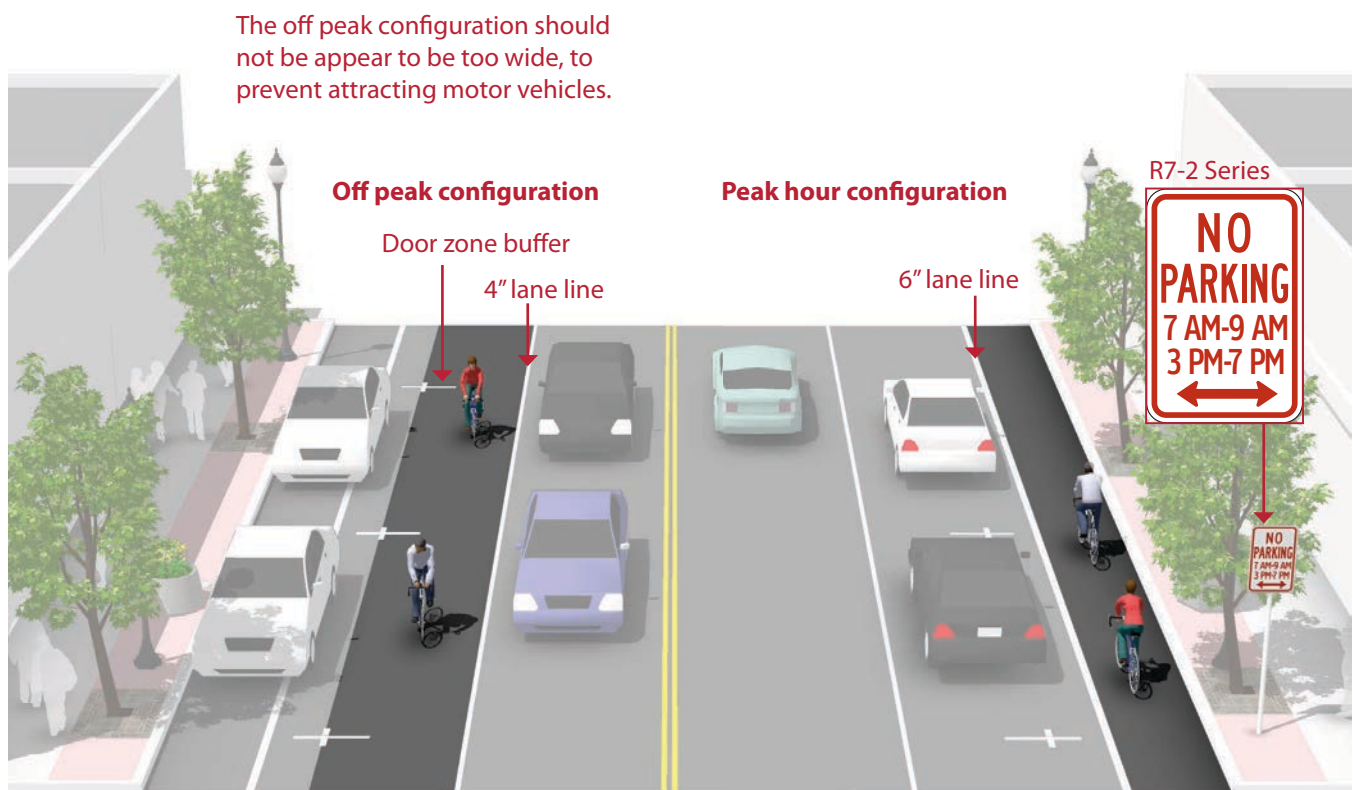 The off peak configuration should
not be appear to be too wide, to
prevent attracting motor vehicles.
Off peak configuration
Peak hour configuration
R7-2 Series
Door zone buffer
4” lane line
6” lane line
NO
PARKING
7 AM-9 AM
3 PM-7 PM
NO
PARKING
7 AM-9 AM
3 PM-7 PM